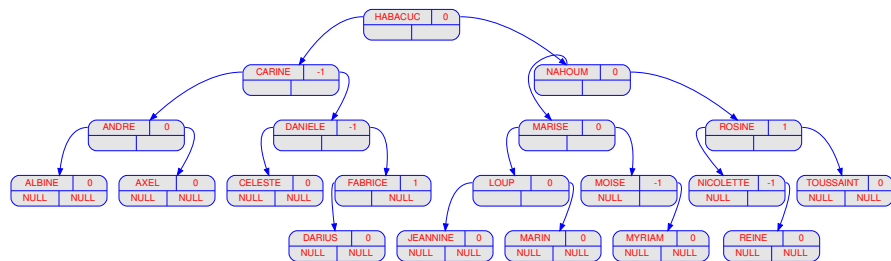 HABACUC 0
CARINE -1
NAHOUM 0
ANDRE 0
DANIELE -1
MARISE 0
ROSINE 1
ALBINE 0
NULL NULL
AXEL 0
NULL NULL
CELESTE 0
NULL NULL
FABRICE 1
NULL
LOUP 0
MOISE -1
NULL
NICOLETTE -1
NULL
TOUSSAINT 0
NULL NULL
DARIUS 0
NULL NULL
JEANNINE 0
NULL NULL
MARIN 0
NULL NULL
MYRIAM 0
NULL NULL
REINE 0
NULL NULL